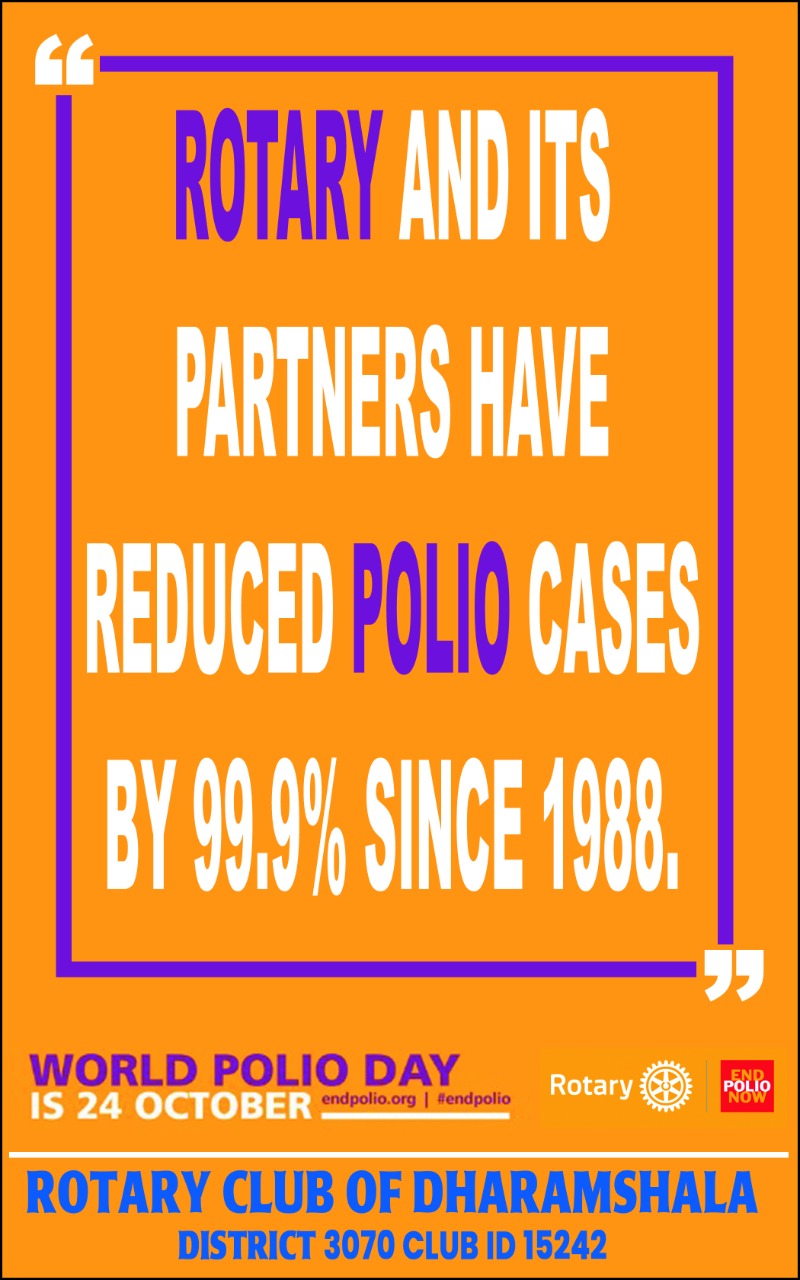 “
ROTARY AND ITS
PARTNERS HAVE
REDUCED POLIO CASES
BY 99.9% SINCE 1988.
”
WORLD POLIO DAY
IS 24 OCTOBER endpolio.org | #endpolio
Rotary
END
POLIO
NOW
ROTARY CLUB OF DHARAMSHALA
DISTRICT 3070 CLUB ID 15242